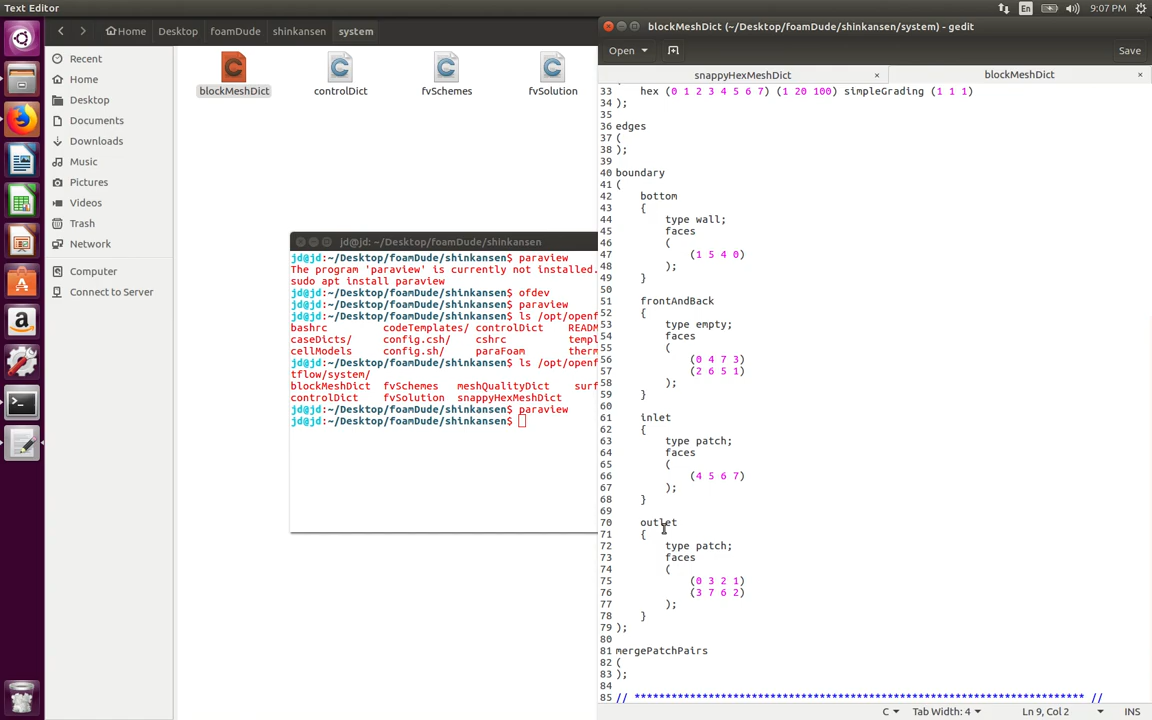 Text Editor
En
9:07 PM
Home
Desktop
foamDude
shinkansen
system
Recent
Home
Desktop
Documents
Downloads
Music
Pictures
Videos
Trash
Network
Computer
Connect to Server
blockMeshDict
controlDict
fvSchemes
fvSolution
jd@jd: ~/Desktop/foamDude/shinkansen
jd@jd:~/Desktop/foamDude/shinkansen$ paraview
The program 'paraview' is currently not installed.
sudo apt install paraview
jd@jd:~/Desktop/foamDude/shinkansen$ ofdev
jd@jd:~/Desktop/foamDude/shinkansen$ paraview
jd@jd:~/Desktop/foamDude/shinkansen$ ls /opt/openf
bashrc codeTemplates/ controlDict READ
caseDicts/ config.csh/ cshrc templ
cellModels config.sh/ paraFoam ther
jd@jd:~/Desktop/foamDude/shinkansen$ ls /opt/openf
tflow/system/
blockMeshDict fvSchemes meshQualityDict surf
controlDict fvSolution snappyHexMeshDict
jd@jd:~/Desktop/foamDude/shinkansen$ paraview
jd@jd:~/Desktop/foamDude/shinkansen$
blockMeshDict (~/Desktop/foamDude/shinkansen/system) - gedit
Open
Save
snappyHexMeshDict ×
blockMeshDict ×
33 hex (0 1 2 3 4 5 6 7) (1 20 100) simpleGrading (1 1 1)
34 );
35
36 edges
37 (
38 );
39
40 boundary
41 (
42 bottom
43 {
44 type wall;
45 faces
46 (
47 (1 5 4 0)
48 );
49 }
50
51 frontAndBack
52 {
53 type empty;
54 faces
55 (
56 (0 4 7 3)
57 (2 6 5 1)
58 );
59 }
60
61 inlet
62 {
63 type patch;
64 faces
65 (
66 (4 5 6 7)
67 );
68 }
69
70 outlet
71 {
72 type patch;
73 faces
74 (
75 (0 3 2 1)
76 (3 7 6 2)
77 );
78 }
79 );
80
81 mergePatchPairs
82 (
83 );
84
85 // ************************************************************************* //
C
Tab Width: 4
Ln 9, Col 2
INS